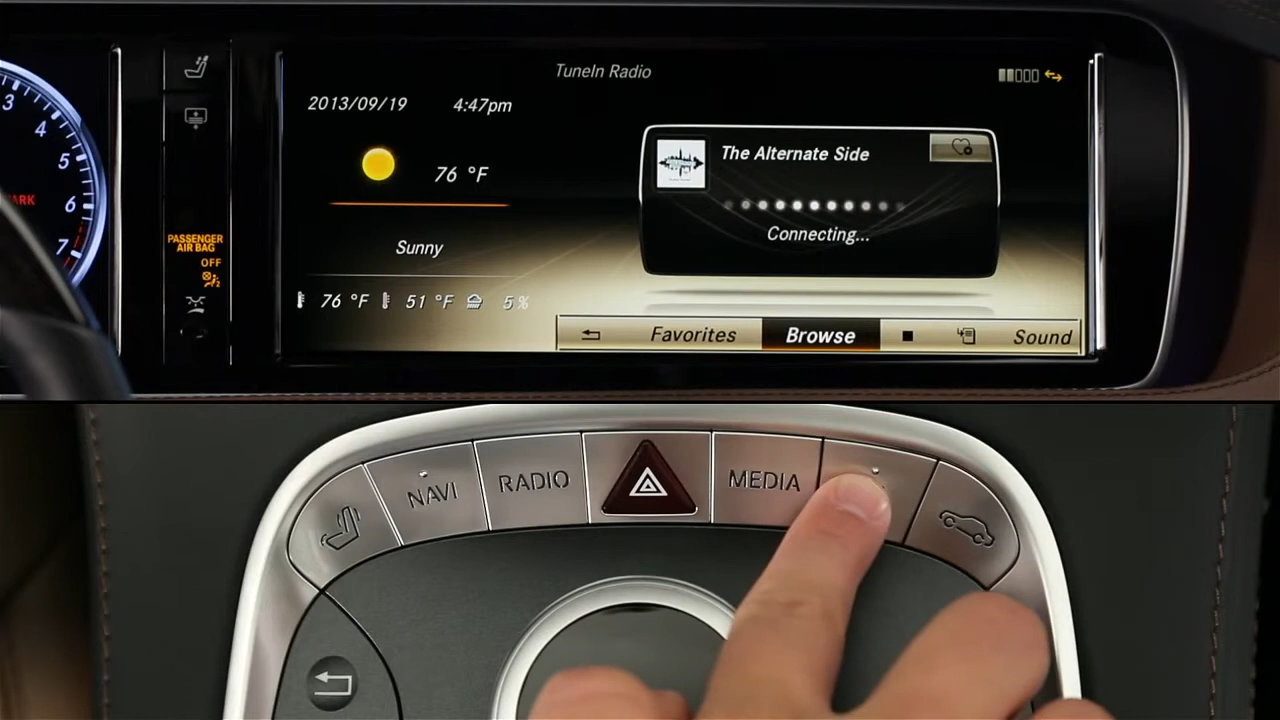 3
4
5
6
7
PASSENGER
AIR BAG
OFF
TuneIn Radio
2013/09/19 4:47pm
76 °F
Sunny
76 °F 51 °F 5%
The Alternate Side
Connecting...
Favorites Browse Sound
NAVI RADIO MEDIA